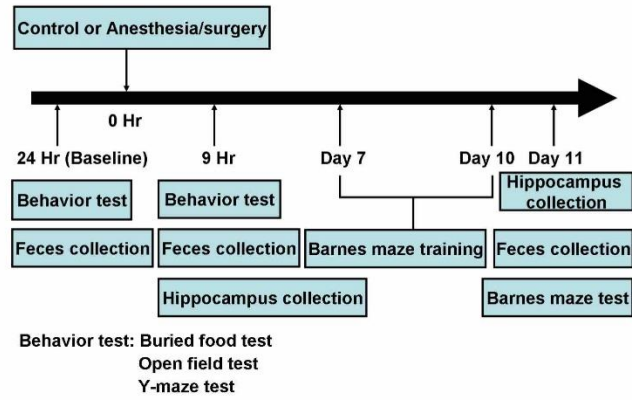 Control or Anesthesia/surgery
0 Hr
24 Hr (Baseline)
9 Hr
Day 7
Day 10
Day 11
Behavior test
Behavior test
Hippocampus
collection
Feces collection
Feces collection
Barnes maze training
Feces collection
Hippocampus collection
Barnes maze test
Behavior test: Buried food test
Open field test
Y-maze test